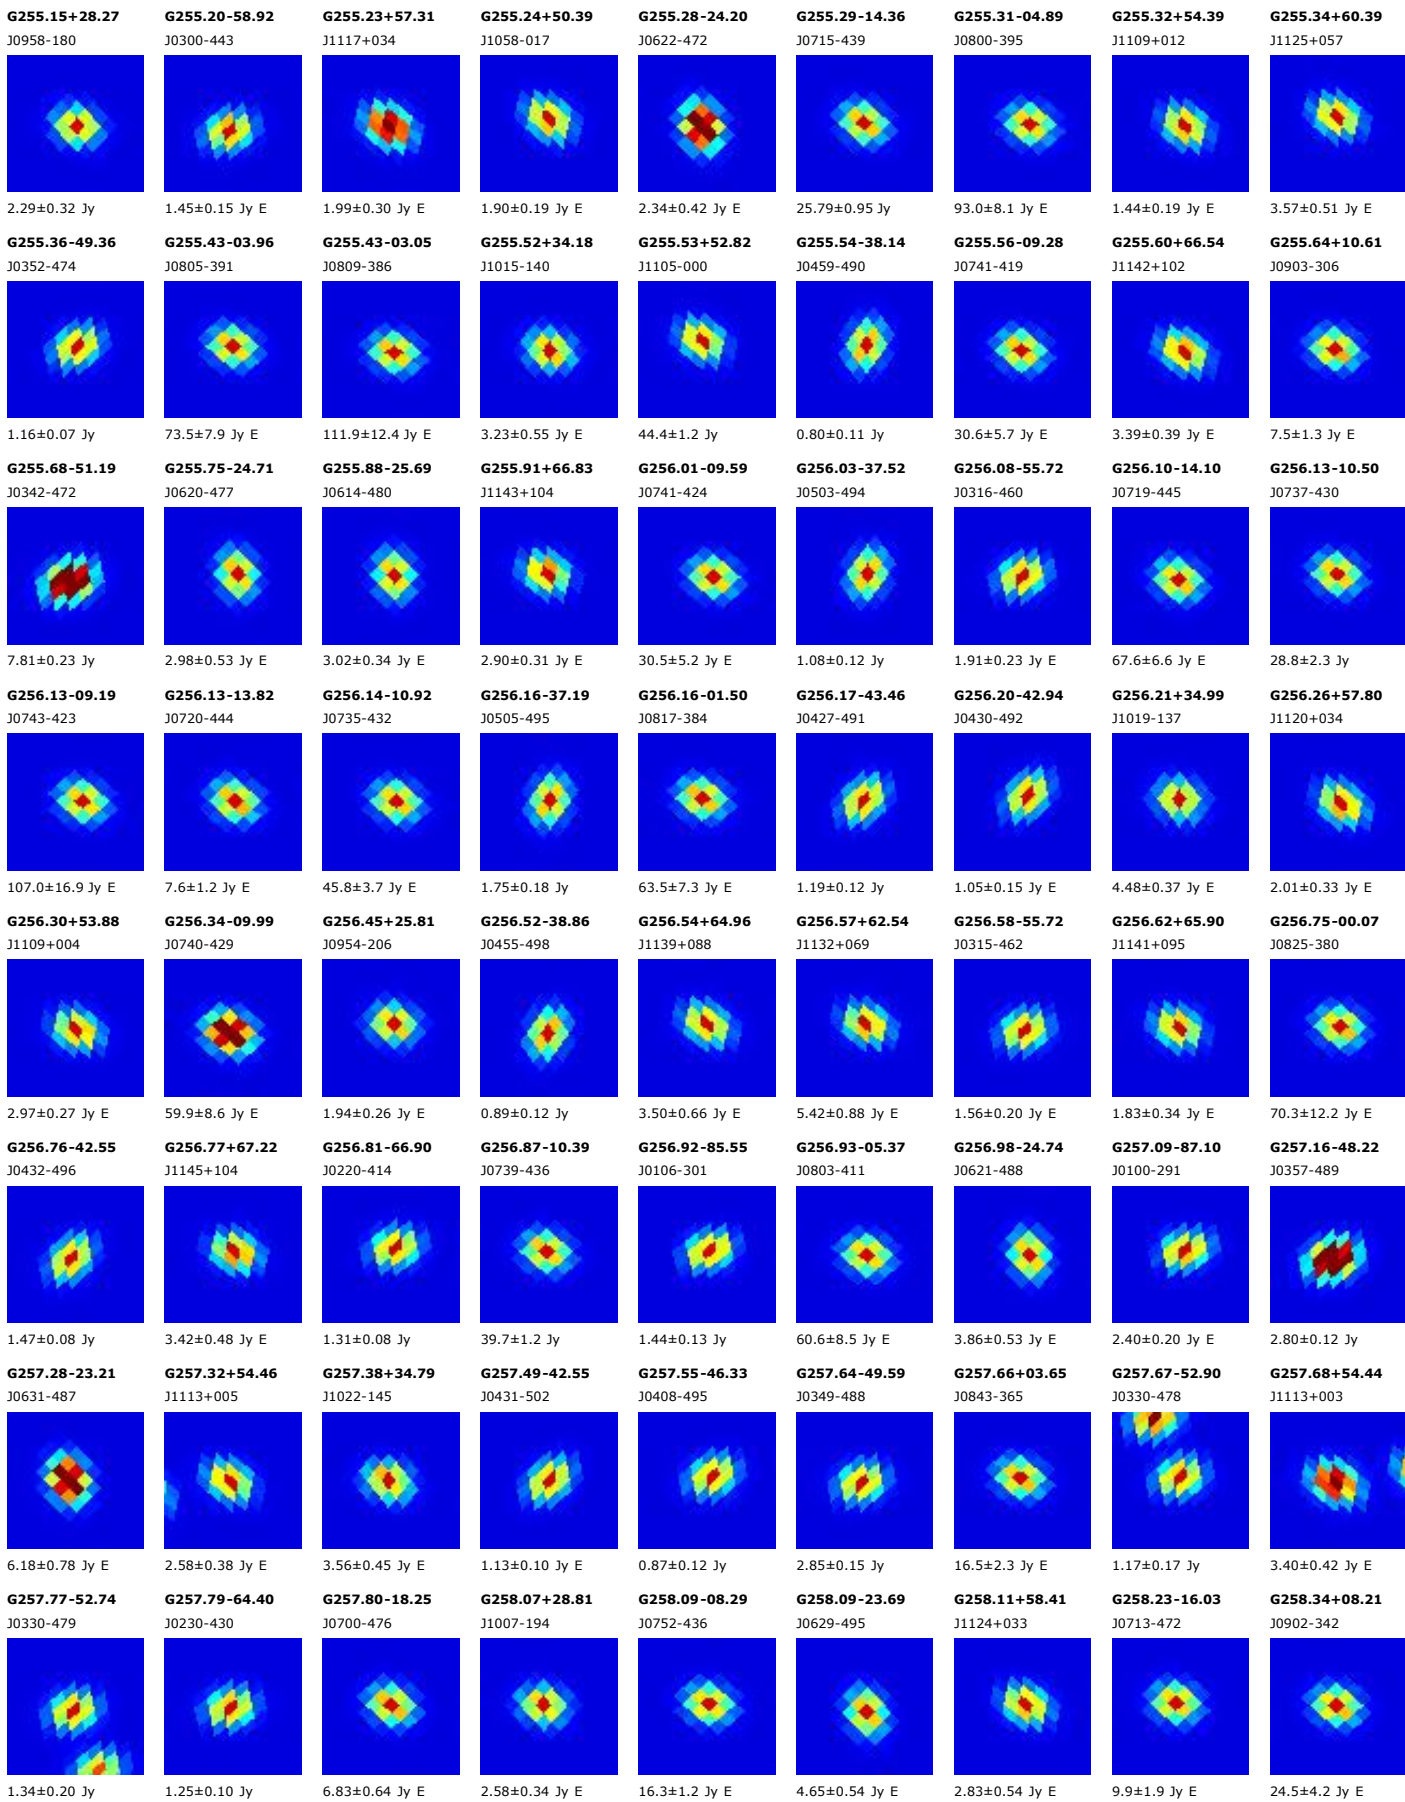 G255.15+28.27 G255.20-58.92 G255.23+57.31 G255.24+50.39 G255.28-24.20 G255.29-14.36 G255.31-04.89 G255.32+54.39 G255.34+60.39
J0958-180 J0300-443 J1117+034 J1058-017 J0622-472 J0715-439 J0800-395 J1109+012 J1125+057
2.29±0.32 Jy 1.45±0.15 Jy E 1.99±0.30 Jy E 1.90±0.19 Jy E 2.34±0.42 Jy E 25.79±0.95 Jy 93.0±8.1 Jy E 1.44±0.19 Jy E 3.57±0.51 Jy E
G255.36-49.36 G255.43-03.96 G255.43-03.05 G255.52+34.18 G255.53+52.82 G255.54-38.14 G255.56-09.28 G255.60+66.54 G255.64+10.61
J0352-474 J0805-391 J0809-386 J1015-140 J1105-000 J0459-490 J0741-419 J1142+102 J0903-306
1.16±0.07 Jy 73.5±7.9 Jy E 111.9±12.4 Jy E 3.23±0.55 Jy E 44.4±1.2 Jy 0.80±0.11 Jy 30.6±5.7 Jy E 3.39±0.39 Jy E 7.5±1.3 Jy E
G255.68-51.19 G255.75-24.71 G255.88-25.69 G255.91+66.83 G256.01-09.59 G256.03-37.52 G256.08-55.72 G256.10-14.10 G256.13-10.50
J0342-472 J0620-477 J0614-480 J1143+104 J0741-424 J0503-494 J0316-460 J0719-445 J0737-430
7.81±0.23 Jy 2.98±0.53 Jy E 3.02±0.34 Jy E 2.90±0.31 Jy E 30.5±5.2 Jy E 1.08±0.12 Jy 1.91±0.23 Jy E 67.6±6.6 Jy E 28.8±2.3 Jy
G256.13-09.19 G256.13-13.82 G256.14-10.92 G256.16-37.19 G256.16-01.50 G256.17-43.46 G256.20-42.94 G256.21+34.99 G256.26+57.80
J0743-423 J0720-444 J0735-432 J0505-495 J0817-384 J0427-491 J0430-492 J1019-137 J1120+034
107.0±16.9 Jy E 7.6±1.2 Jy E 45.8±3.7 Jy E 1.75±0.18 Jy 63.5±7.3 Jy E 1.19±0.12 Jy 1.05±0.15 Jy E 4.48±0.37 Jy E 2.01±0.33 Jy E
G256.30+53.88 G256.34-09.99 G256.45+25.81 G256.52-38.86 G256.54+64.96 G256.57+62.54 G256.58-55.72 G256.62+65.90 G256.75-00.07
J1109+004 J0740-429 J0954-206 J0455-498 J1139+088 J1132+069 J0315-462 J1141+095 J0825-380
2.97±0.27 Jy E 59.9±8.6 Jy E 1.94±0.26 Jy E 0.89±0.12 Jy 3.50±0.66 Jy E 5.42±0.88 Jy E 1.56±0.20 Jy E 1.83±0.34 Jy E 70.3±12.2 Jy E
G256.76-42.55 G256.77+67.22 G256.81-66.90 G256.87-10.39 G256.92-85.55 G256.93-05.37 G256.98-24.74 G257.09-87.10 G257.16-48.22
J0432-496 J1145+104 J0220-414 J0739-436 J0106-301 J0803-411 J0621-488 J0100-291 J0357-489
1.47±0.08 Jy 3.42±0.48 Jy E 1.31±0.08 Jy 39.7±1.2 Jy 1.44±0.13 Jy 60.6±8.5 Jy E 3.86±0.53 Jy E 2.40±0.20 Jy E 2.80±0.12 Jy
G257.28-23.21 G257.32+54.46 G257.38+34.79 G257.49-42.55 G257.55-46.33 G257.64-49.59 G257.66+03.65 G257.67-52.90 G257.68+54.44
J0631-487 J1113+005 J1022-145 J0431-502 J0408-495 J0349-488 J0843-365 J0330-478 J1113+003
6.18±0.78 Jy E 2.58±0.38 Jy E 3.56±0.45 Jy E 1.13±0.10 Jy E 0.87±0.12 Jy 2.85±0.15 Jy 16.5±2.3 Jy E 1.17±0.17 Jy 3.40±0.42 Jy E
G257.77-52.74 G257.79-64.40 G257.80-18.25 G258.07+28.81 G258.09-08.29 G258.09-23.69 G258.11+58.41 G258.23-16.03 G258.34+08.21
J0330-479 J0230-430 J0700-476 J1007-194 J0752-436 J0629-495 J1124+033 J0713-472 J0902-342
1.34±0.20 Jy 1.25±0.10 Jy 6.83±0.64 Jy E 2.58±0.34 Jy E 16.3±1.2 Jy E 4.65±0.54 Jy E 2.83±0.54 Jy E 9.9±1.9 Jy E 24.5±4.2 Jy E